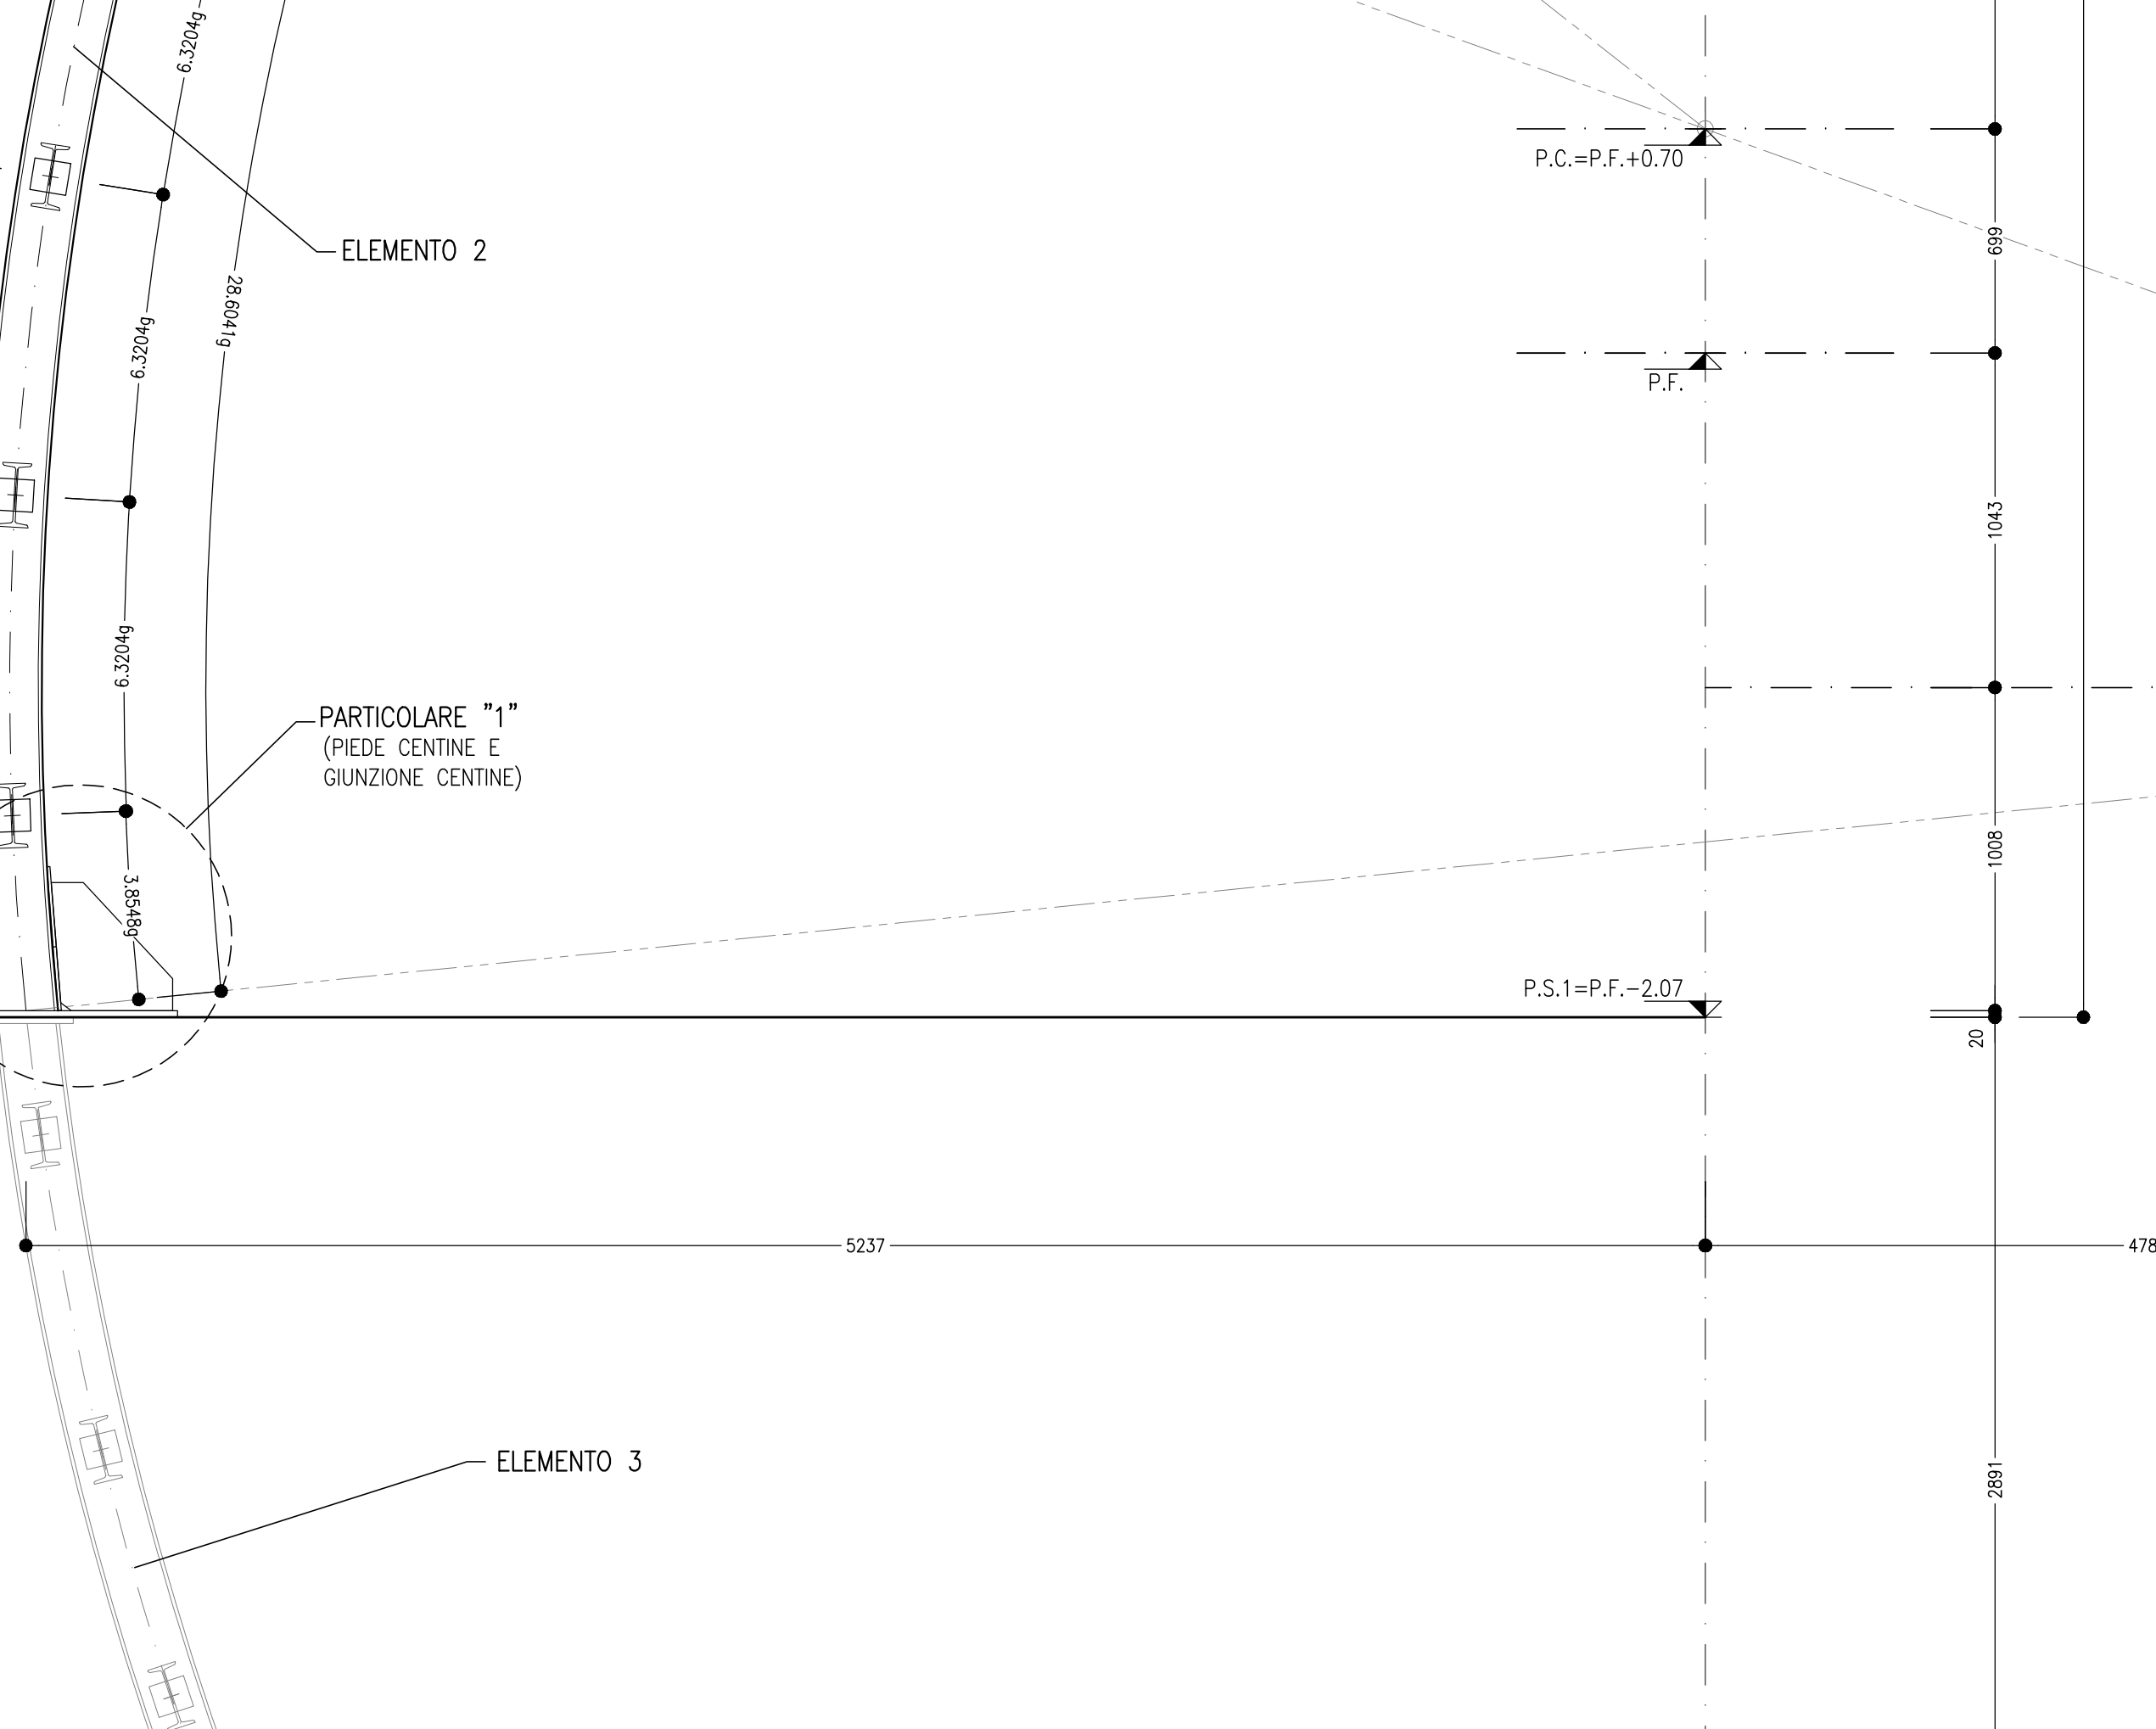 6.3204g
P.C.=P.F.+0.70
699
ELEMENTO 2
28.6041g
6.3204g
P.F.
1043
6.3204g
PARTICOLARE "1"
(PIEDE CENTINE E
GIUNZIONE CENTINE)
1008
3.8548g
P.S.1=P.F.-2.07
20
5237
478
ELEMENTO 3
2891